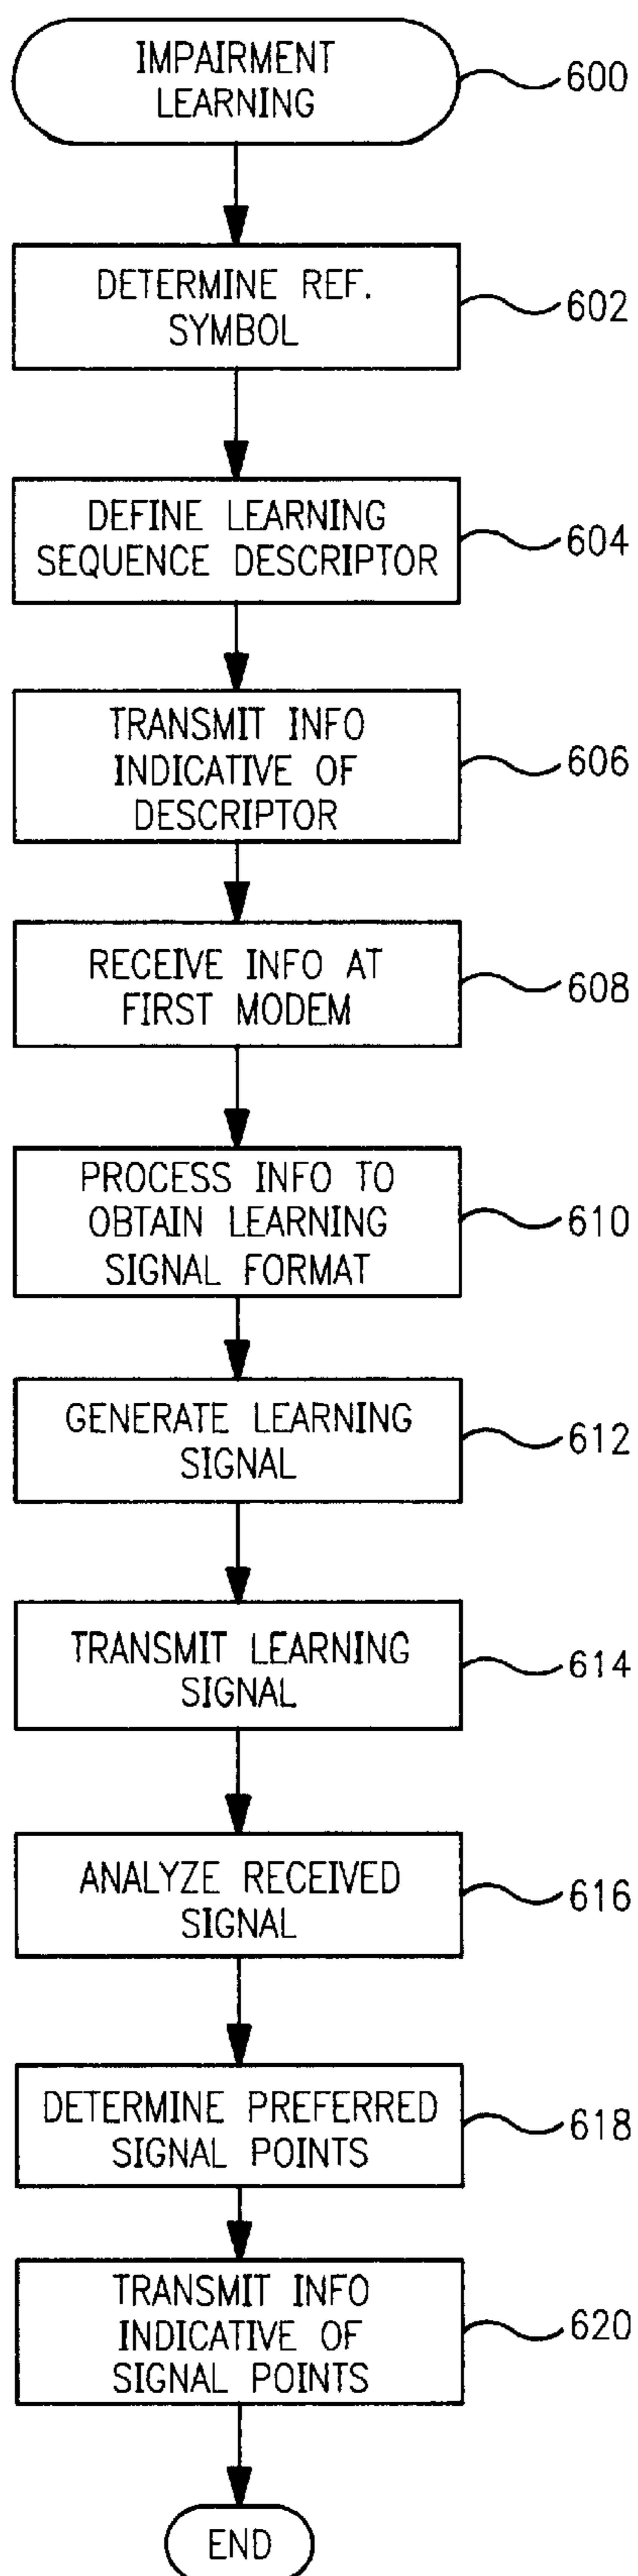 IMPAIRMENT
LEARNING
600
DETERMINE REF.
SYMBOL
602
DEFINE LEARNING
SEQUENCE DESCRIPTOR
604
TRANSMIT INFO
INDICATIVE OF
DESCRIPTOR
606
RECEIVE INFO AT
FIRST MODEM
608
PROCESS INFO TO
OBTAIN LEARNING
SIGNAL FORMAT
610
GENERATE LEARNING
SIGNAL
612
TRANSMIT LEARNING
SIGNAL
614
ANALYZE RECEIVED
SIGNAL
616
DETERMINE PREFERRED
SIGNAL POINTS
618
TRANSMIT INFO
INDICATIVE OF
SIGNAL POINTS
620
END